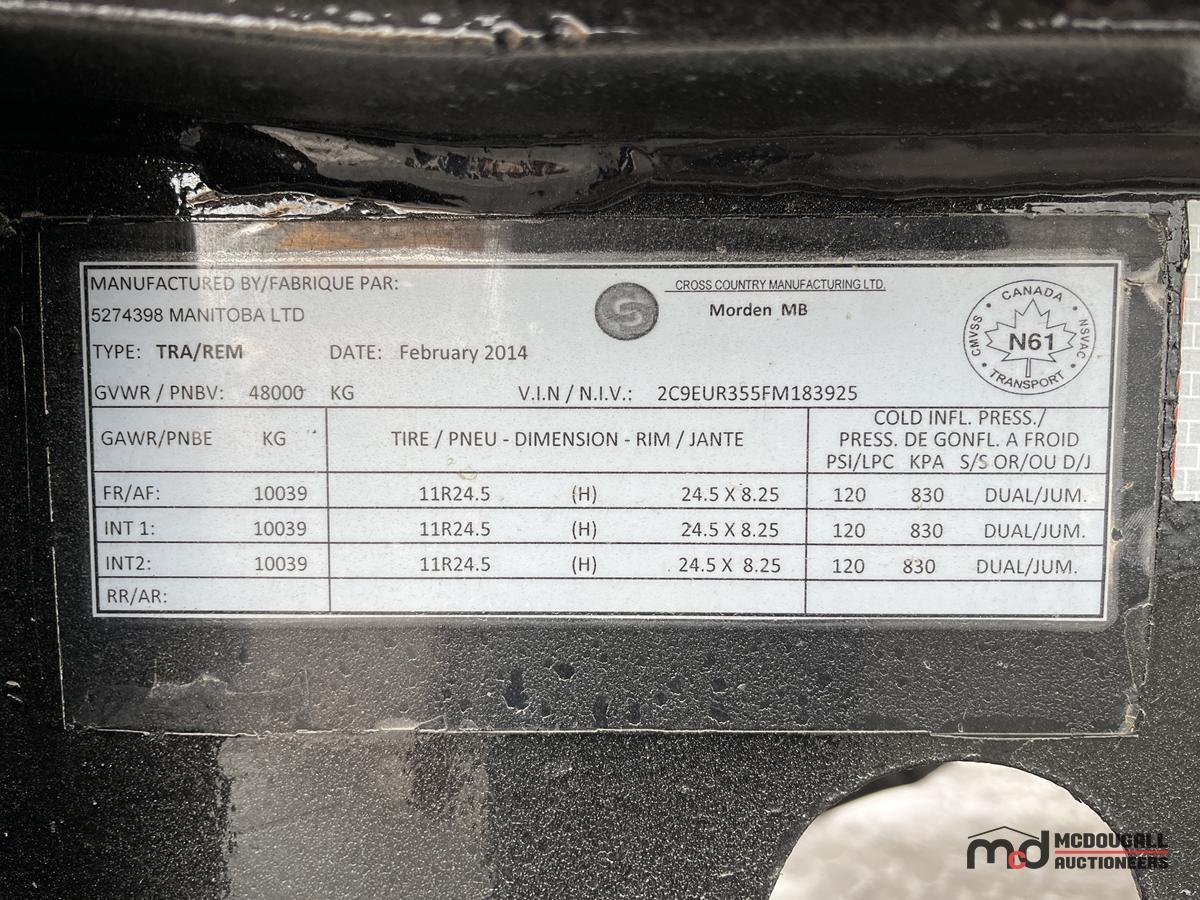 MANUFACTURED BY/FABRIQUE PAR:
5274398 MANITOBA LTD
CROSS COUNTRY MANUFACTURING LTD.
Morden MB
CANADA
CMVSS
N61
NSVAC
TRANSPORT
TYPE: TRA/REM DATE: February 2014
GVWR / PNBV: 48000 KG V.I.N / N.I.V.: 2C9EUR355FM183925
GAWR/PNBE KG TIRE / PNEU - DIMENSION - RIM / JANTE
COLD INFL. PRESS./
PRESS. DE GONFL. A FROID
PSI/LPC KPA S/S OR/OU D/J
FR/AF: 10039 11R24.5 (H) 24.5 X 8.25 120 830 DUAL/JUM.
INT 1: 10039 11R24.5 (H) 24.5 X 8.25 120 830 DUAL/JUM.
INT2: 10039 11R24.5 (H) 24.5 X 8.25 120 830 DUAL/JUM.
RR/AR:
mcd MCDOUGALL
AUCTIONEERS